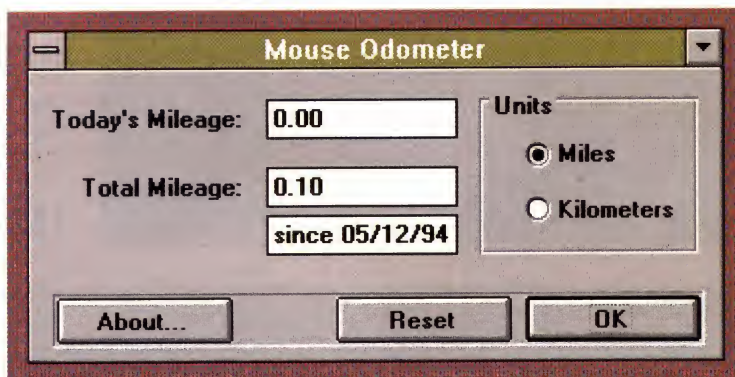 Mouse Odometer
Today's Mileage: 0.00
Total Mileage: 0.10
since 05/12/94
Units
Miles
Kilometers
About...
Reset
OK